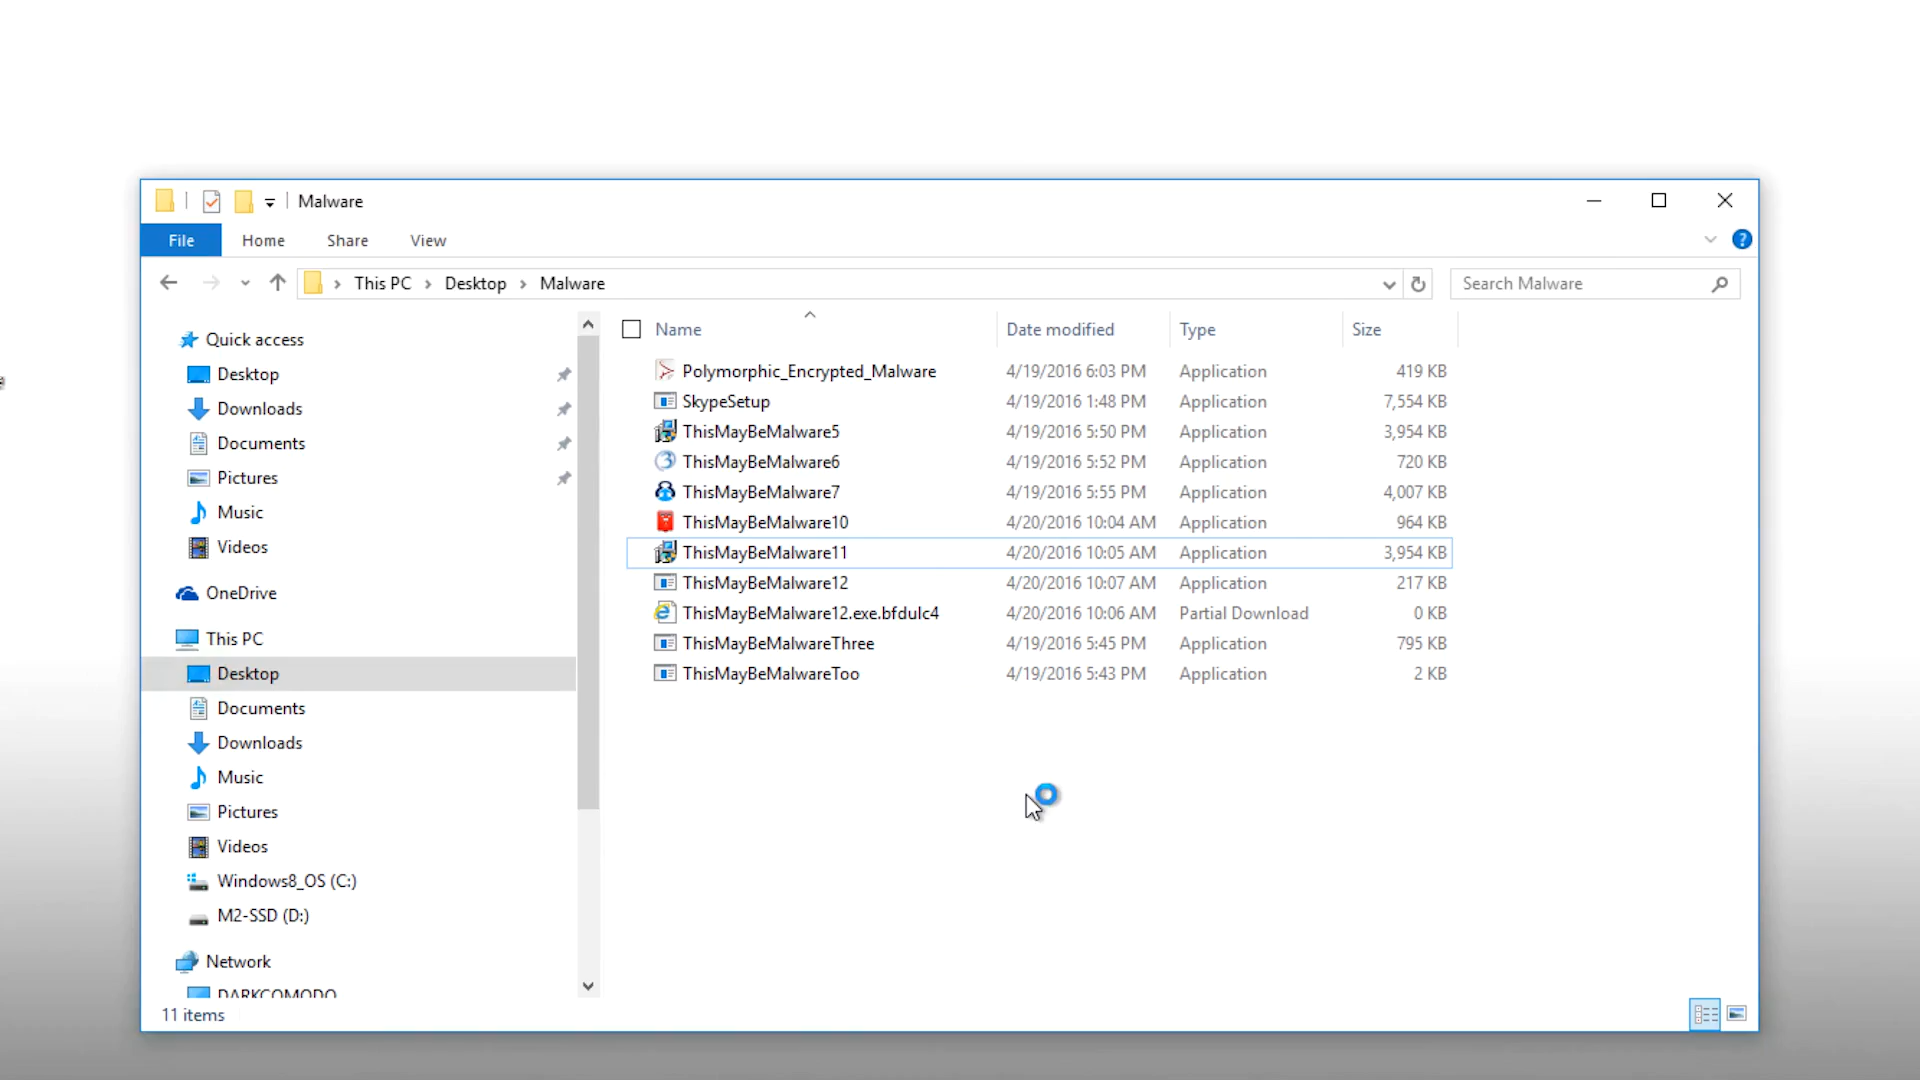 Malware
File Home Share View
This PC Desktop Malware Search Malware
Quick access
Desktop
Downloads
Documents
Pictures
Music
Videos
OneDrive
This PC
Desktop
Documents
Downloads
Music
Pictures
Videos
Windows8_OS (C:)
M2-SSD (D:)
Network
DARKCOMODO
Name Date modified Type Size
Polymorphic_Encrypted_Malware 4/19/2016 6:03 PM Application 419 KB
SkypeSetup 4/19/2016 1:48 PM Application 7,554 KB
ThisMayBeMalware5 4/19/2016 5:50 PM Application 3,954 KB
ThisMayBeMalware6 4/19/2016 5:52 PM Application 720 KB
ThisMayBeMalware7 4/19/2016 5:55 PM Application 4,007 KB
ThisMayBeMalware10 4/20/2016 10:04 AM Application 964 KB
ThisMayBeMalware11 4/20/2016 10:05 AM Application 3,954 KB
ThisMayBeMalware12 4/20/2016 10:07 AM Application 217 KB
ThisMayBeMalware12.exe.bfdulc4 4/20/2016 10:06 AM Partial Download 0 KB
ThisMayBeMalwareThree 4/19/2016 5:45 PM Application 795 KB
ThisMayBeMalwareToo 4/19/2016 5:43 PM Application 2 KB
11 items